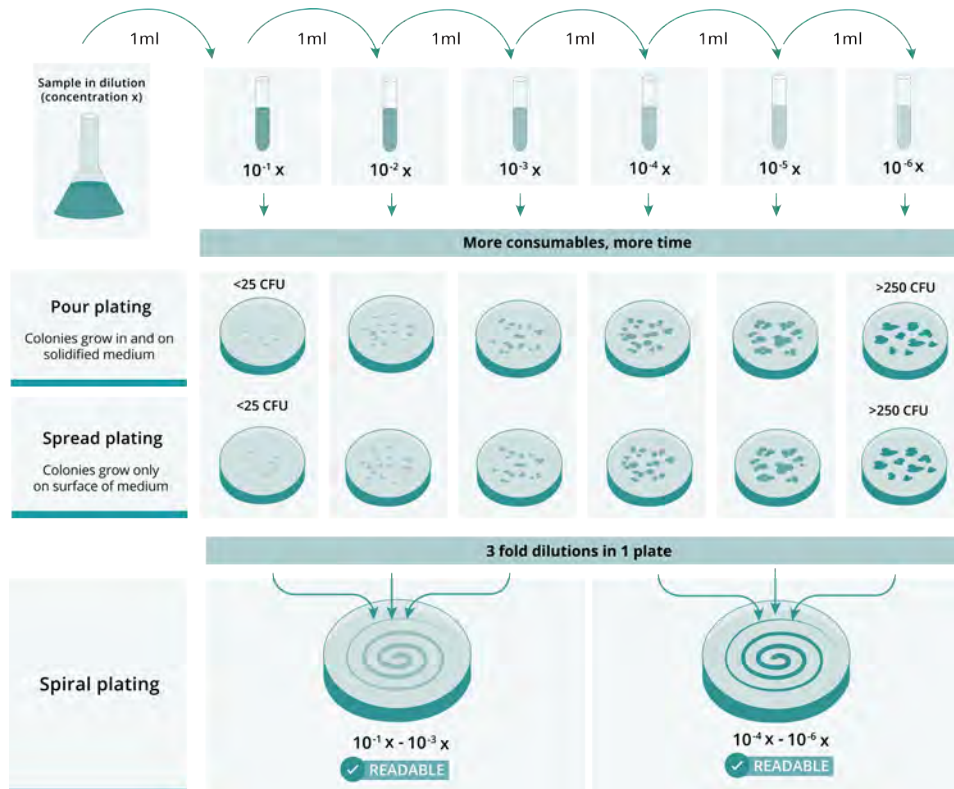 1ml 1ml 1ml 1ml 1ml 1ml
Sample in dilution
(concentration x)
10⁻¹ x 10⁻² x 10⁻³ x 10⁻⁴ x 10⁻⁵ x 10⁻⁶ x
More consumables, more time
Pour plating
Colonies grow in and on
solidified medium
<25 CFU >250 CFU
Spread plating
Colonies grow only
on surface of medium
<25 CFU >250 CFU
3 fold dilutions in 1 plate
Spiral plating
10⁻¹ x - 10⁻³ x
READABLE
10⁻⁴ x - 10⁻⁶ x
READABLE